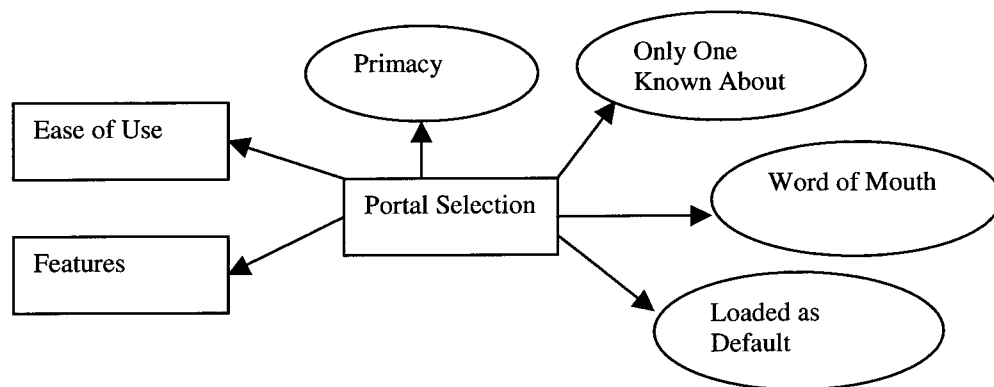 Primacy
Only One
Known About
Ease of Use
Word of Mouth
Portal Selection
Features
Loaded as
Default